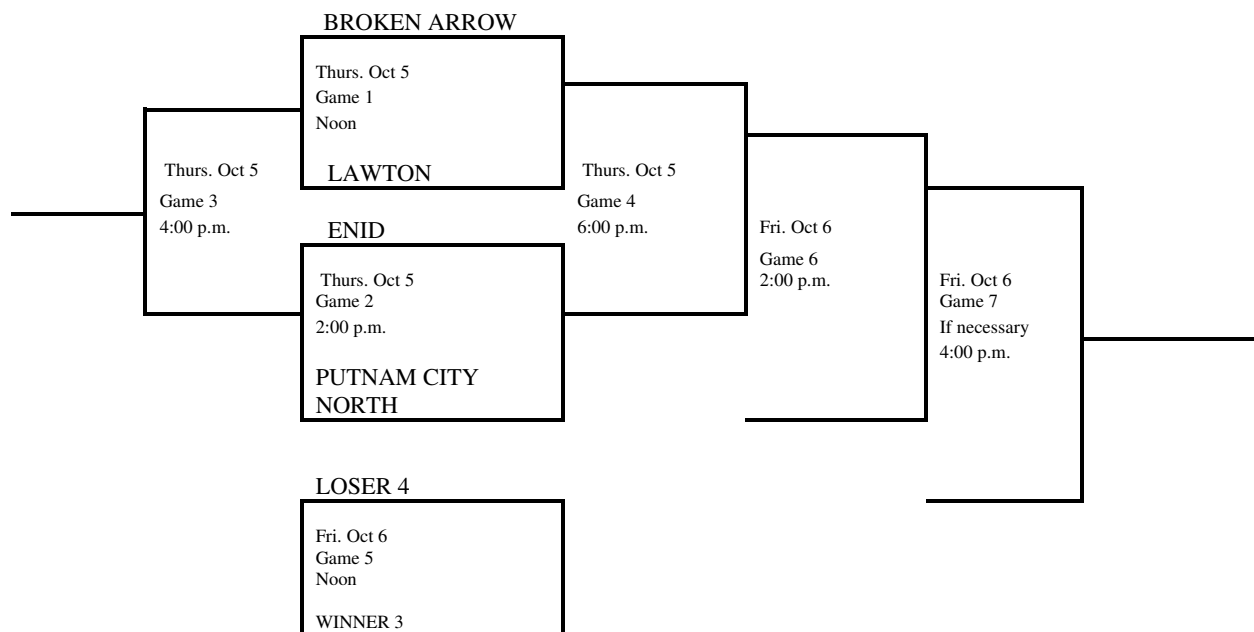 BROKEN ARROW
Thurs. Oct 5
Game 1
Noon
LAWTON
Thurs. Oct 5
Game 3
4:00 p.m.
Thurs. Oct 5
Game 4
6:00 p.m.
ENID
Thurs. Oct 5
Game 2
2:00 p.m.
PUTNAM CITY
NORTH
Fri. Oct 6
Game 6
2:00 p.m.
Fri. Oct 6
Game 7
If necessary
4:00 p.m.
LOSER 4
Fri. Oct 6
Game 5
Noon
WINNER 3